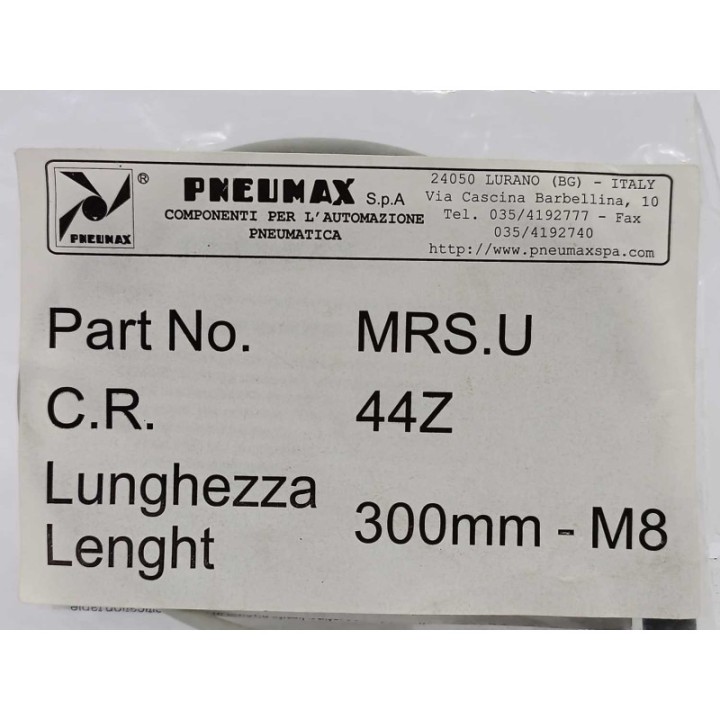 PNEUMAX
®
PNEUMAX S.p.A
COMPONENTI PER L'AUTOMAZIONE
PNEUMATICA
24050 LURANO (BG) - ITALY
Via Cascina Barbellina, 10
Tel. 035/4192777 - Fax
035/4192740
http://www.pneumaxspa.com
Part No. MRS.U
C.R. 44Z
Lunghezza
Lenght
300mm - M8